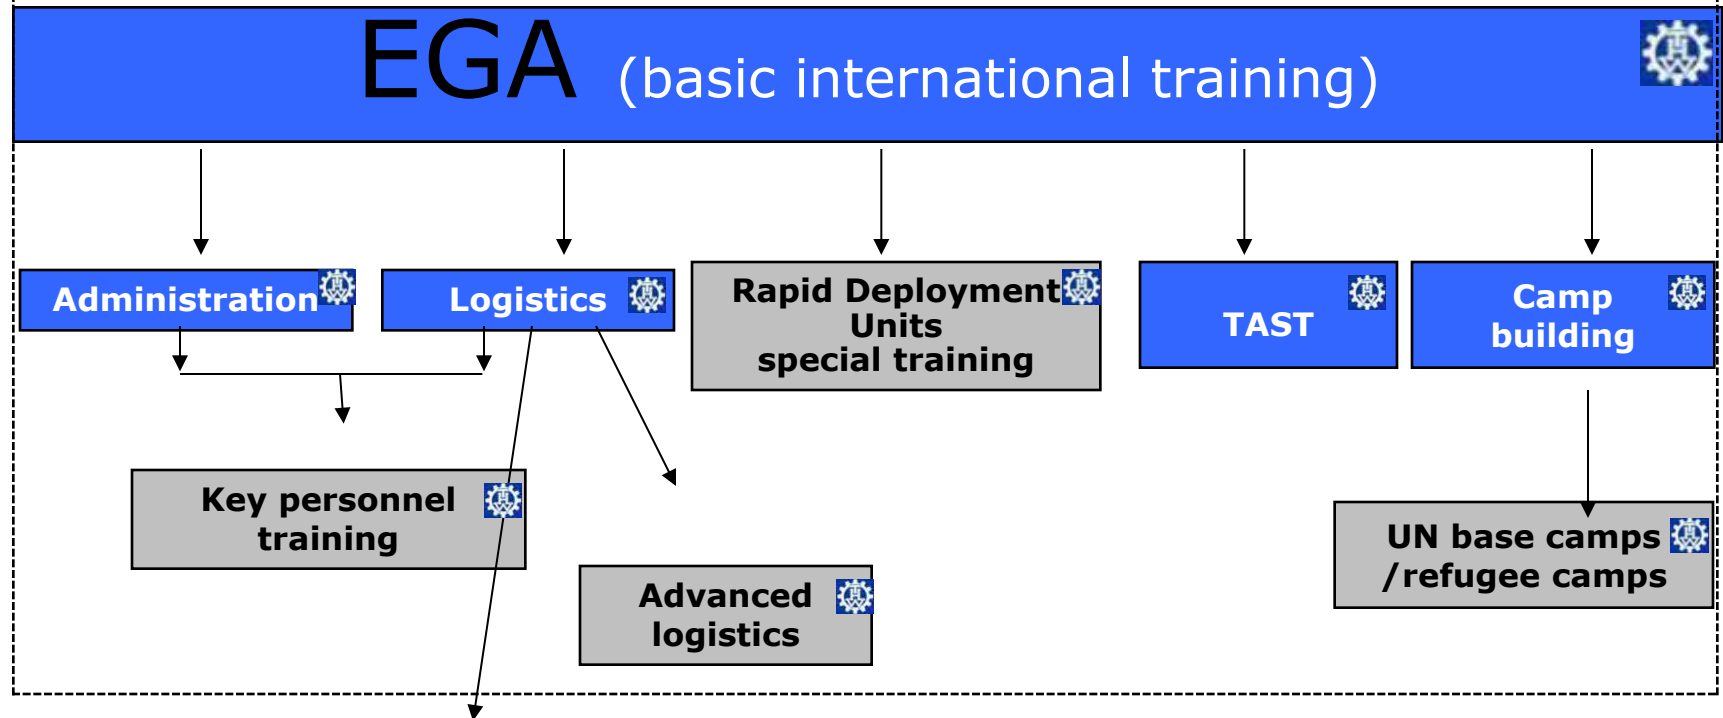 EGA (basic international training)
Administration
Logistics
Rapid Deployment
Units
special training
TAST
Camp
building
Key personnel
training
UN base camps
/refugee camps
Advanced
logistics